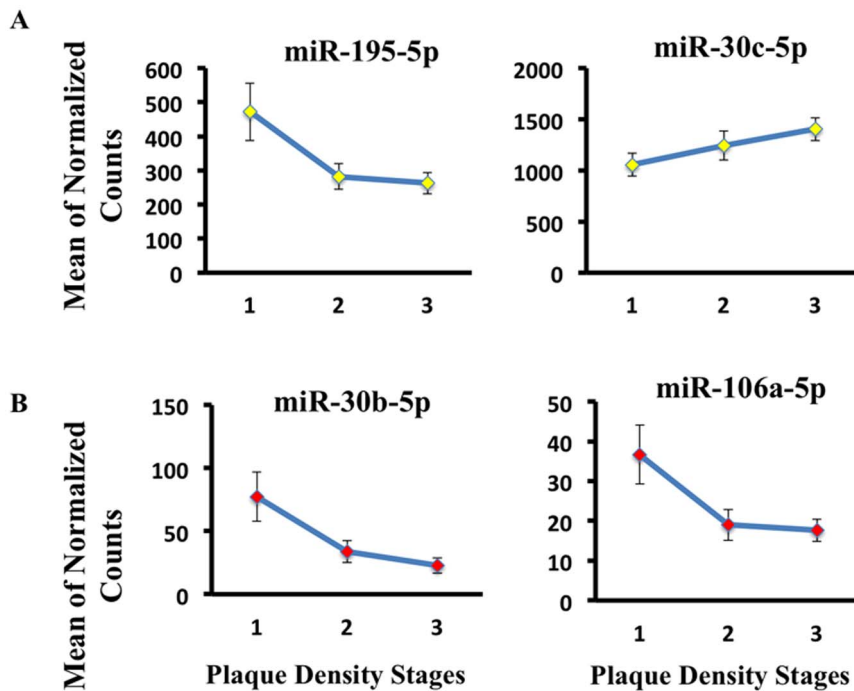 A
miR-195-5p
miR-30c-5p
Mean of Normalized
Counts
600
500
400
300
200
100
0
1 2 3
2000
1500
1000
500
0
1 2 3
B
miR-30b-5p
miR-106a-5p
Mean of Normalized
Counts
150
100
50
0
1 2 3
50
40
30
20
10
0
1 2 3
Plaque Density Stages
Plaque Density Stages